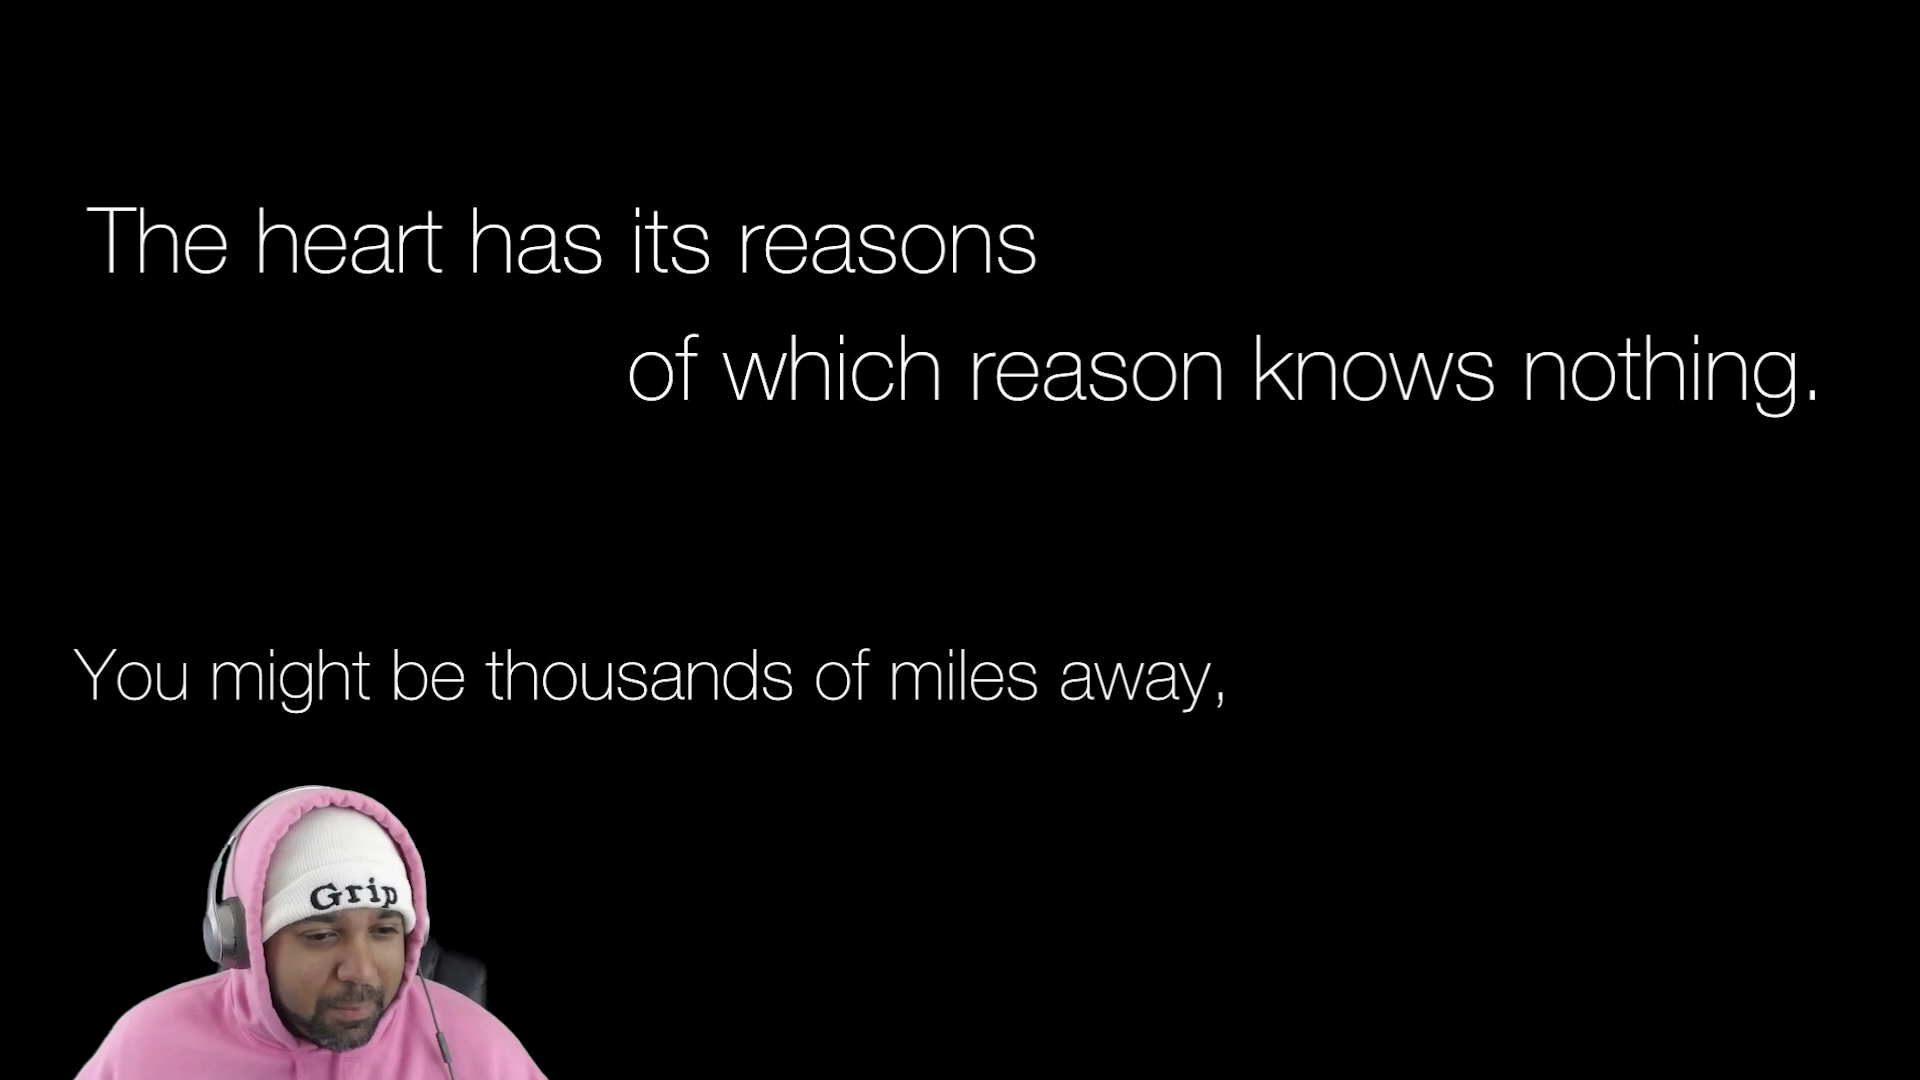 The heart has its reasons
of which reason knows nothing.
You might be thousands of miles away,
Grip